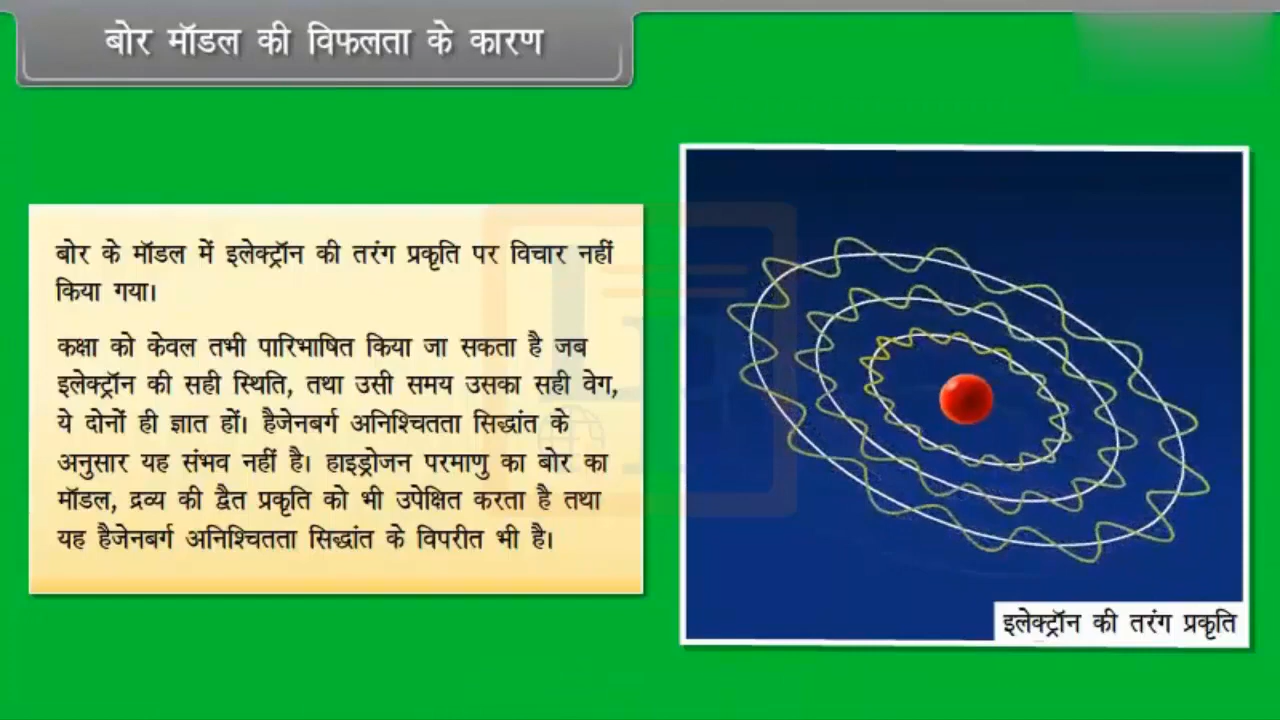 बोर मॉडल की विफलता के कारण
बोर के मॉडल में इलेक्ट्रॉन की तरंग प्रकृति पर विचार नहीं
किया गया।
कक्षा को केवल तभी पारिभाषित किया जा सकता है जब
इलेक्ट्रॉन की सही स्थिति, तथा उसी समय उसका सही वेग,
ये दोनों ही ज्ञात हों। हैजेनबर्ग अनिश्चितता सिद्धांत के
अनुसार यह संभव नहीं है। हाइड्रोजन परमाणु का बोर का
मॉडल, द्रव्य की द्वैत प्रकृति को भी उपेक्षित करता है तथा
यह हैजेनबर्ग अनिश्चितता सिद्धांत के विपरीत भी है।
इलेक्ट्रॉन की तरंग प्रकृति